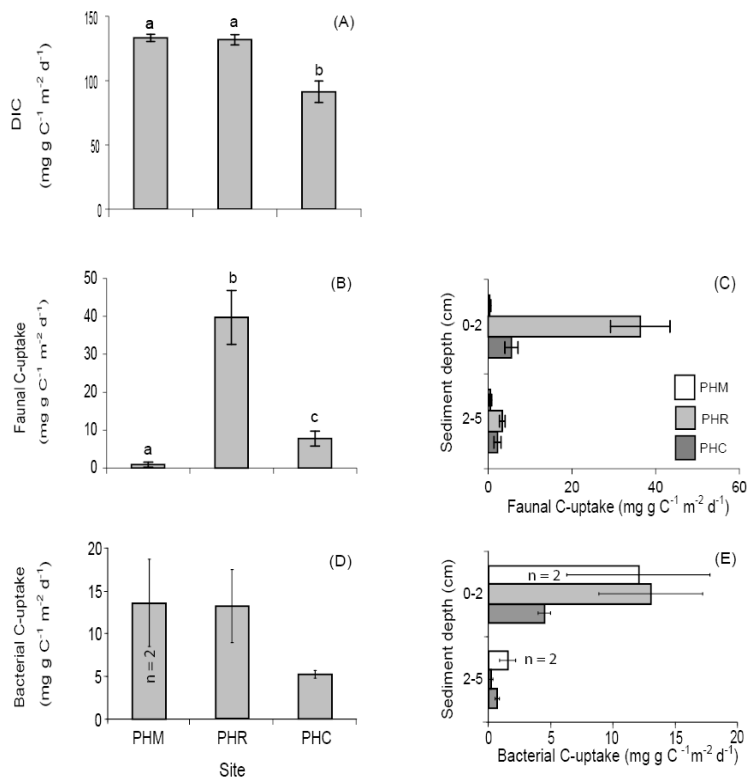 (A)
DIC
(mg g C⁻¹ m⁻² d⁻¹)
150
100
50
0
a
a
b
(B)
Faunal C-uptake
(mg g C⁻¹ m⁻² d⁻¹)
50
40
30
20
10
0
a
b
c
(C)
Sediment depth (cm)
0-2
2-5
PHM
PHR
PHC
0
20
40
60
Faunal C-uptake (mg g C⁻¹ m⁻² d⁻¹)
(D)
Bacterial C-uptake
(mg g C⁻¹ m⁻² d⁻¹)
20
15
10
5
0
n = 2
PHM
PHR
PHC
Site
(E)
Sediment depth (cm)
0-2
2-5
n = 2
n = 2
0
5
10
15
20
Bacterial C-uptake (mg g C⁻¹m⁻² d⁻¹)